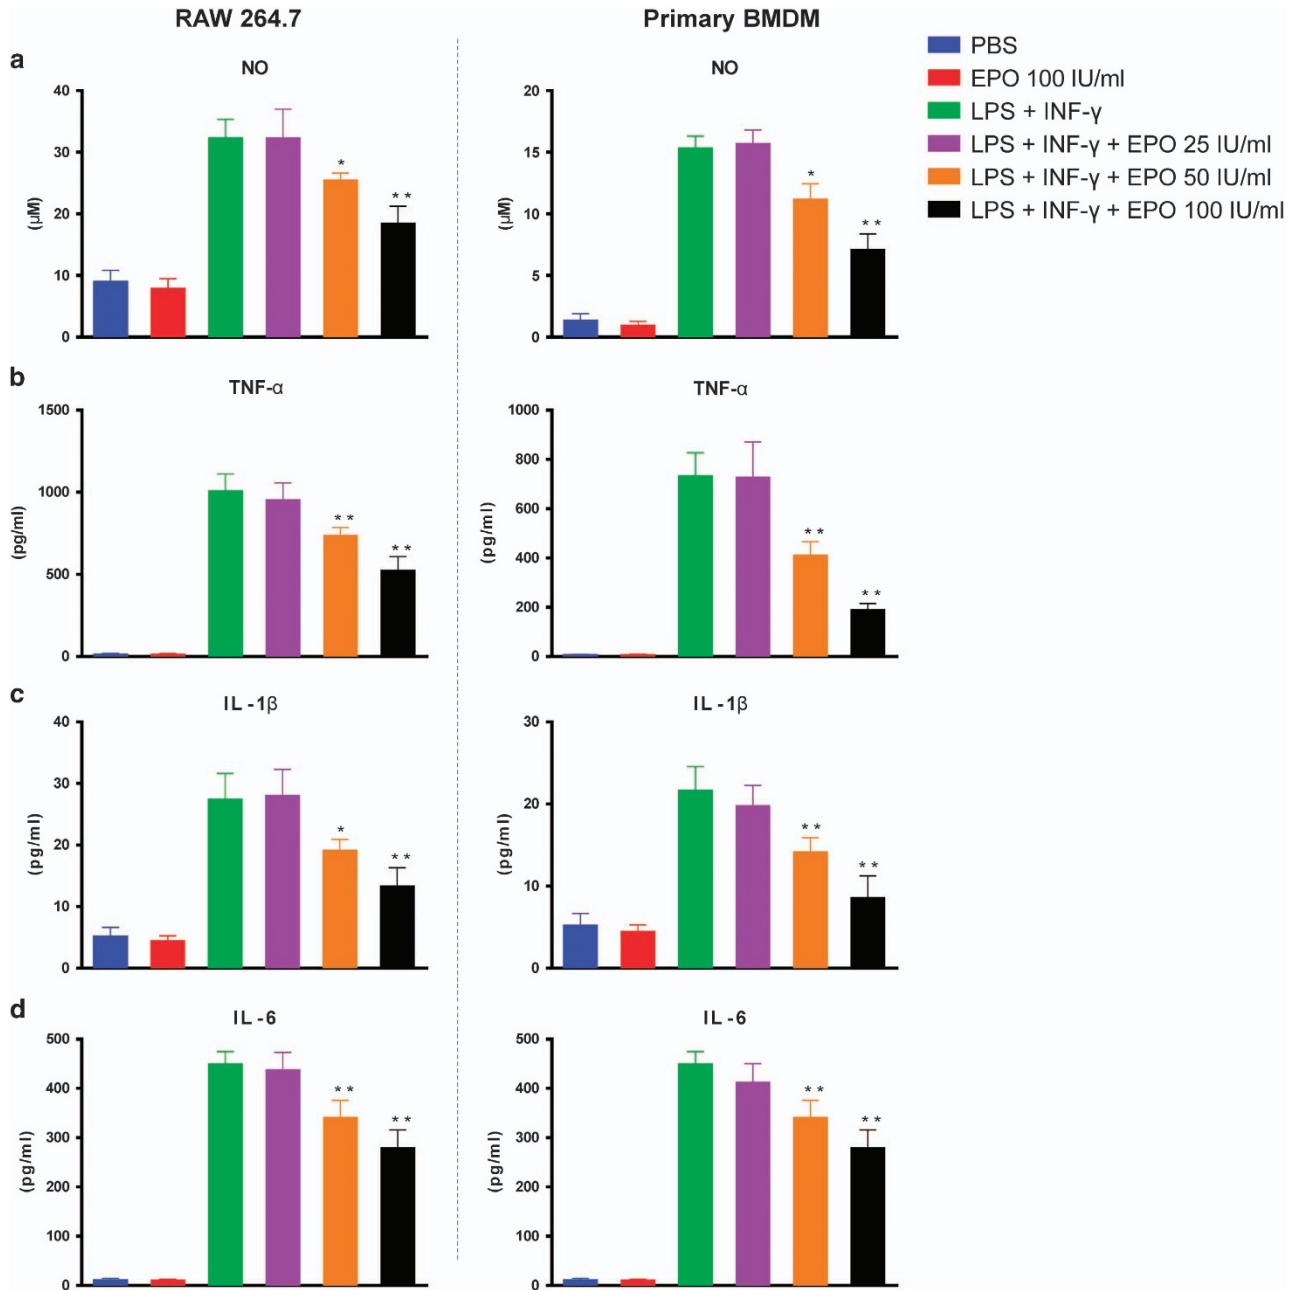 RAW 264.7
Primary BMDM
PBS
EPO 100 IU/ml
LPS + INF-γ
LPS + INF-γ + EPO 25 IU/ml
LPS + INF-γ + EPO 50 IU/ml
LPS + INF-γ + EPO 100 IU/ml
a
NO
40
30
20
10
0
(μM)
*
**
NO
20
15
10
5
0
(μM)
*
**
b
TNF-α
1500
1000
500
0
(pg/ml)
**
**
TNF-α
1000
800
600
400
200
0
(pg/ml)
**
**
c
IL-1β
40
30
20
10
0
(pg/ml)
*
**
IL-1β
30
20
10
0
(pg/ml)
**
**
d
IL-6
500
400
300
200
100
0
(pg/ml)
**
**
IL-6
500
400
300
200
100
0
(pg/ml)
**
**